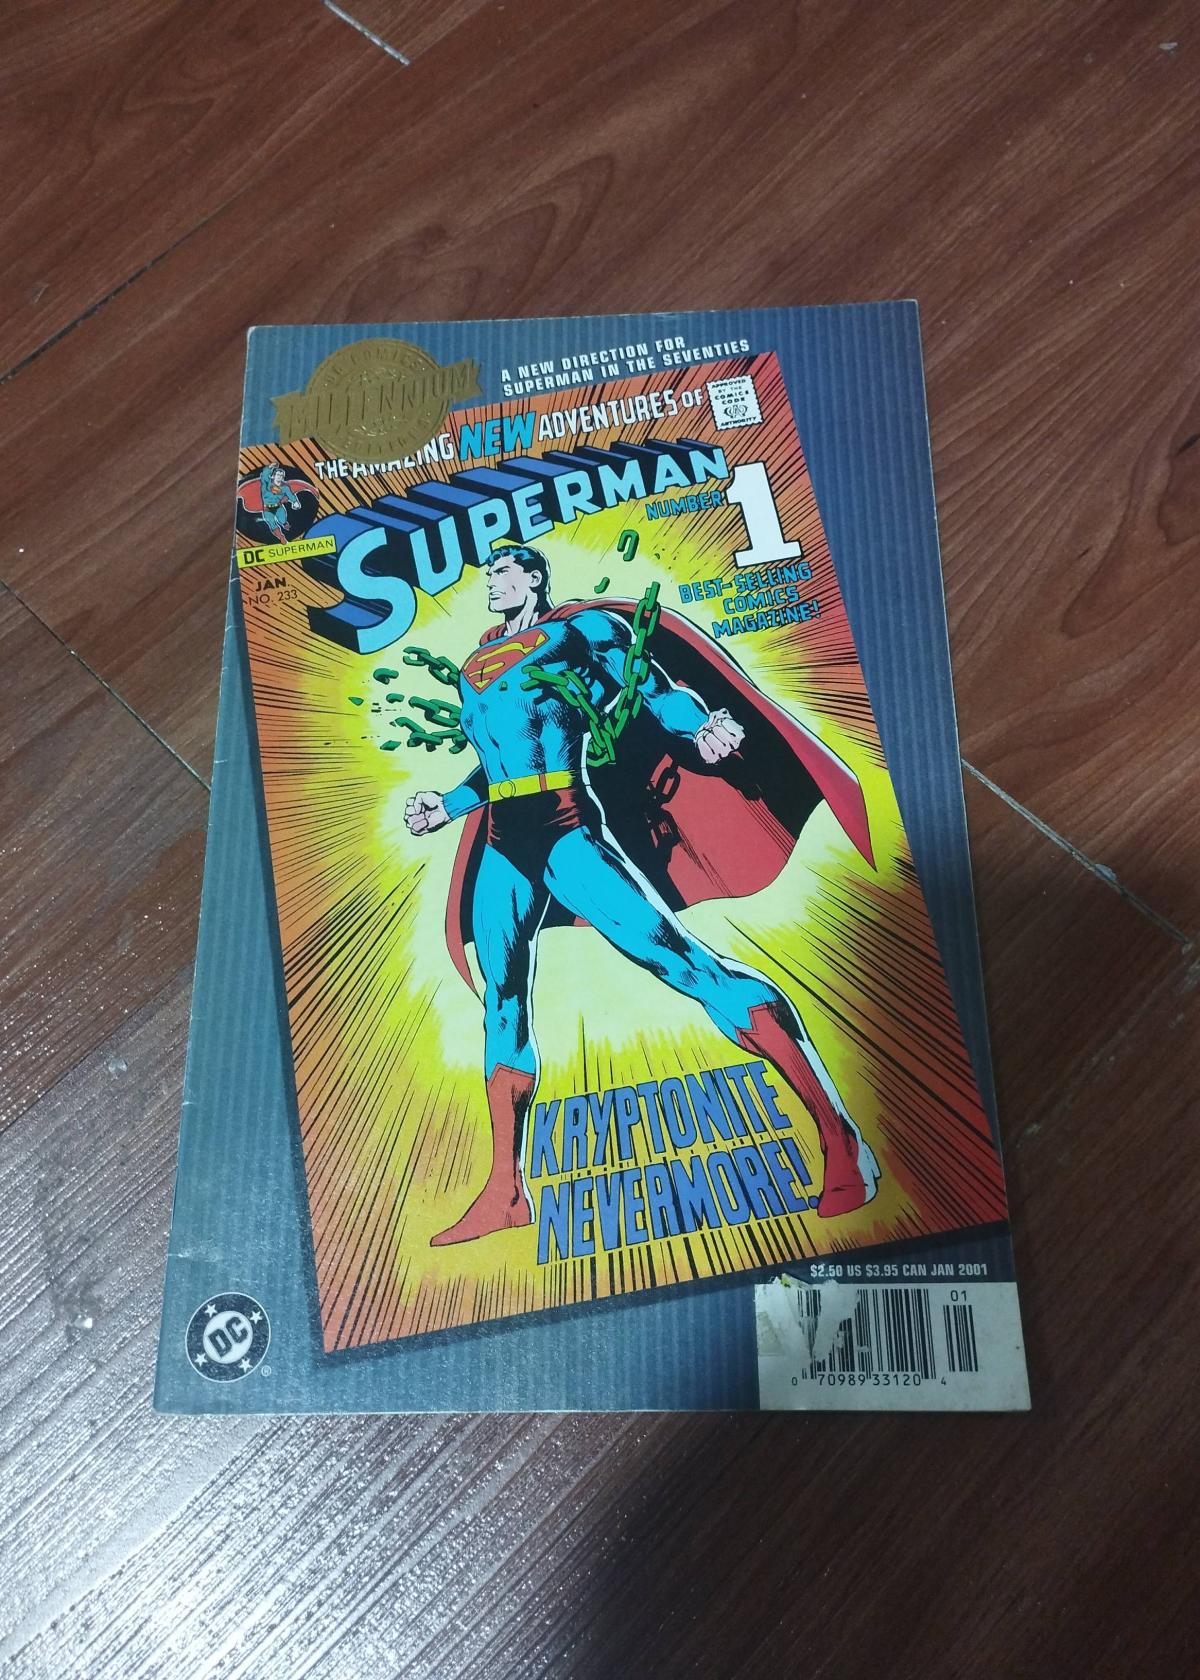 DC COMICS
MILLENNIUM
A NEW DIRECTION FOR
SUPERMAN IN THE SEVENTIES
THE AMAZING NEW ADVENTURES OF
APPROVED
BY THE
COMICS
CODE
AUTHORITY
SUPERMAN
NUMBER 1
BEST-SELLING
COMICS
MAGAZINE!
DC SUPERMAN
JAN.
NO. 233
KRYPTONITE
NEVERMORE!
$2.50 US $3.95 CAN JAN 2001
DC
®
01
0 70989 33120 4